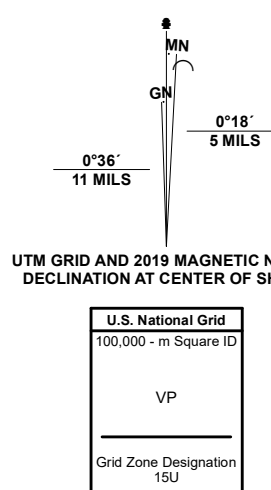 MN
GN
0°18´
5 MILS
0°36´
11 MILS
UTM GRID AND 2019 MAGNETIC N
DECLINATION AT CENTER OF SH
U.S. National Grid
100,000 - m Square ID
VP
Grid Zone Designation
15U